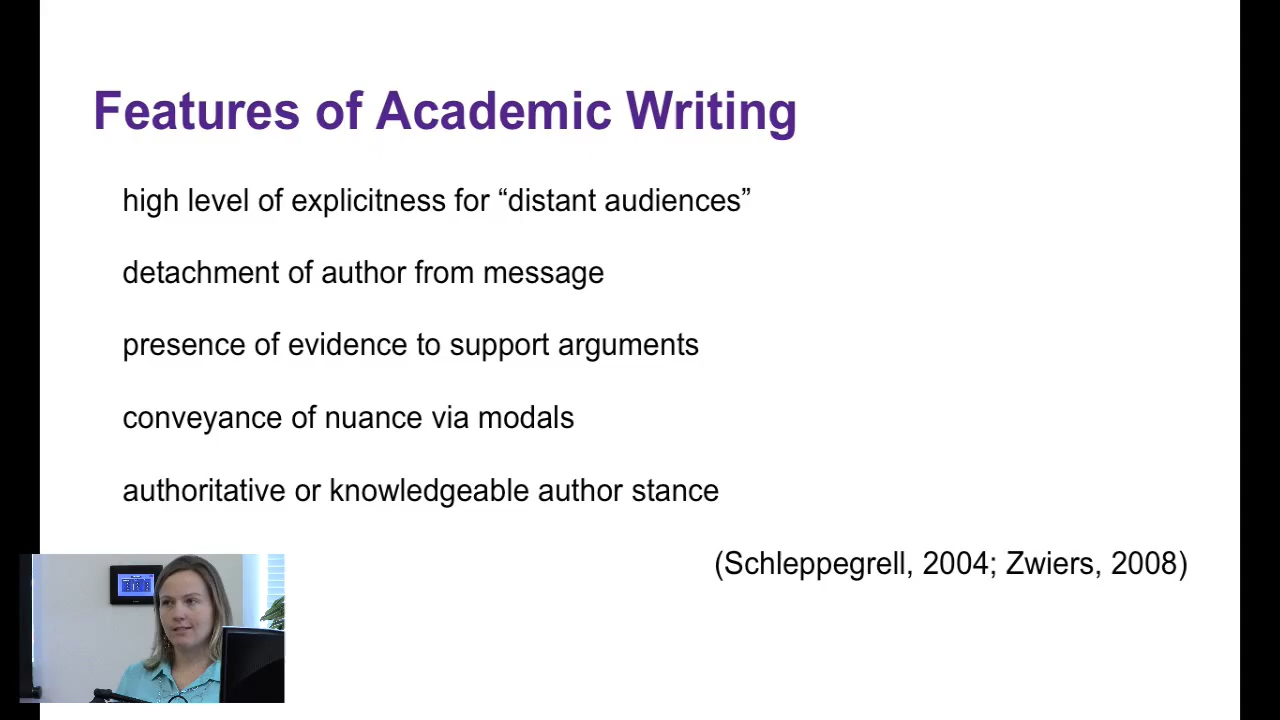 Features of Academic Writing
high level of explicitness for “distant audiences”
detachment of author from message
presence of evidence to support arguments
conveyance of nuance via modals
authoritative or knowledgeable author stance
(Schleppegrell, 2004; Zwiers, 2008)